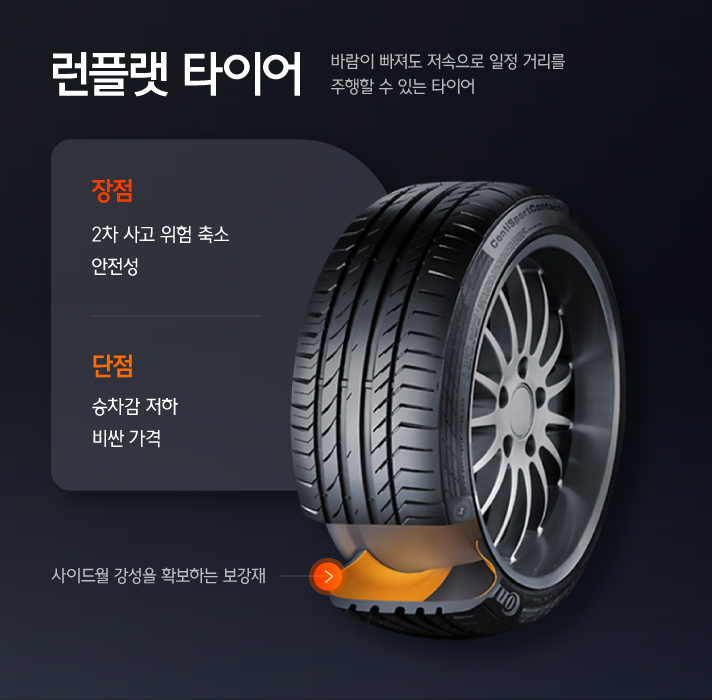 런플랫 타이어
바람이 빠져도 저속으로 일정 거리를
주행할 수 있는 타이어
장점
2차 사고 위험 축소
안전성
단점
승차감 저하
비싼 가격
ContiSportContact
사이드월 강성을 확보하는 보강재